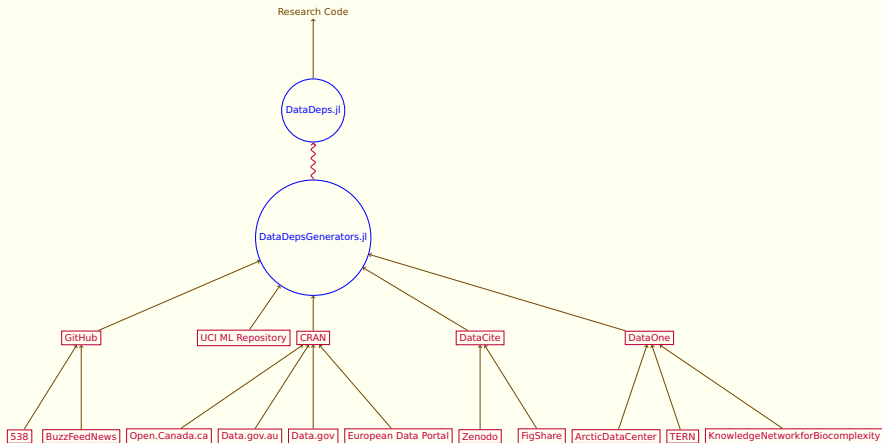 Research Code
DataDeps.jl
DataDepsGenerators.jl
GitHub
UCI ML Repository
CRAN
DataCite
DataOne
538
BuzzFeedNews
Open.Canada.ca
Data.gov.au
Data.gov
European Data Portal
Zenodo
FigShare
ArcticDataCenter
TERN
KnowledgeNetworkforBiocomplexity